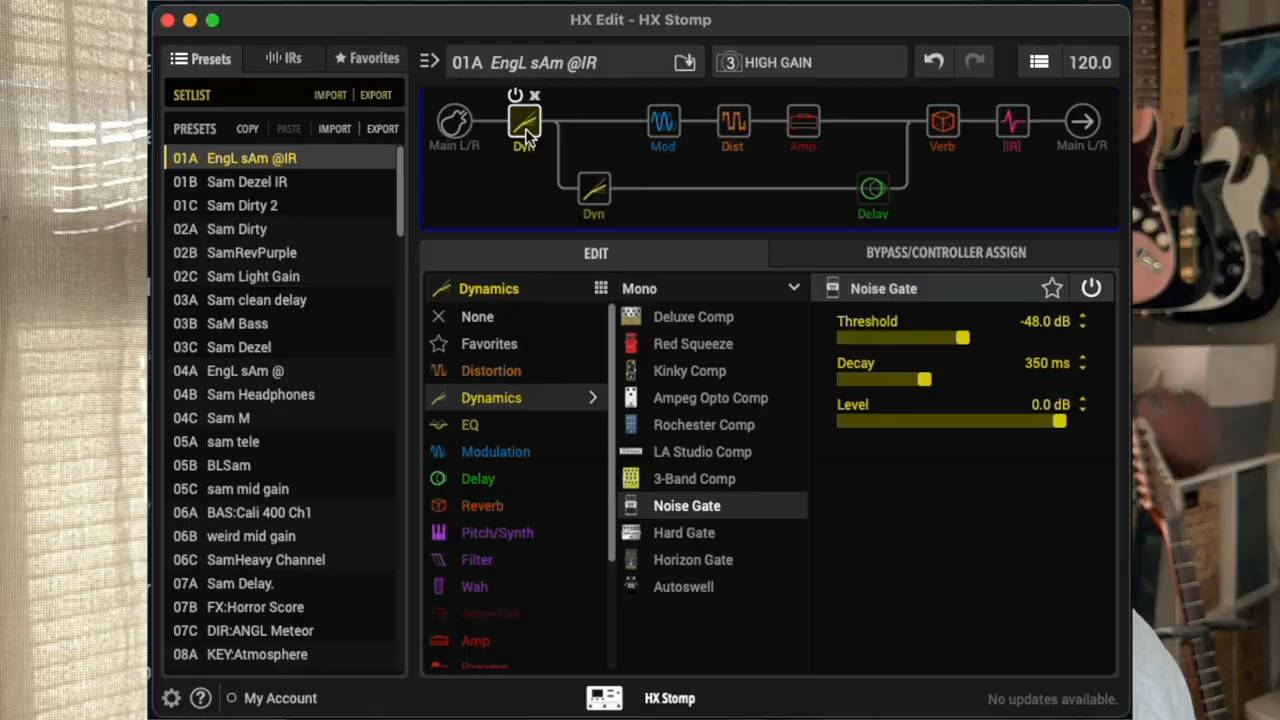 HX Edit - HX Stomp
Presets IRs Favorites
01A EngL sAm @IR 3 HIGH GAIN 120.0
SETLIST IMPORT EXPORT
PRESETS COPY PASTE IMPORT EXPORT
01A EngL sAm @IR
01B Sam Dezel IR
01C Sam Dirty 2
02A Sam Dirty
02B SamRevPurple
02C Sam Light Gain
03A Sam clean delay
03B SaM Bass
03C Sam Dezel
04A EngL sAm @
04B Sam Headphones
04C Sam M
05A sam tele
05B BLSam
05C sam mid gain
06A BAS:Cali 400 Ch1
06B weird mid gain
06C SamHeavy Channel
07A Sam Delay.
07B FX:Horror Score
07C DIR:ANGL Meteor
08A KEY:Atmosphere
Main L/R Dyn Mod Dist Amp Verb [IR] Main L/R
Dyn Delay
EDIT BYPASS/CONTROLLER ASSIGN
Dynamics
None
Favorites
Distortion
Dynamics
EQ
Modulation
Delay
Reverb
Pitch/Synth
Filter
Wah
Amp+Cab
Amp
Preamp
Mono
Deluxe Comp
Red Squeeze
Kinky Comp
Ampeg Opto Comp
Rochester Comp
LA Studio Comp
3-Band Comp
Noise Gate
Hard Gate
Horizon Gate
Autoswell
Noise Gate
Threshold -48.0 dB
Decay 350 ms
Level 0.0 dB
? My Account HX Stomp No updates available.